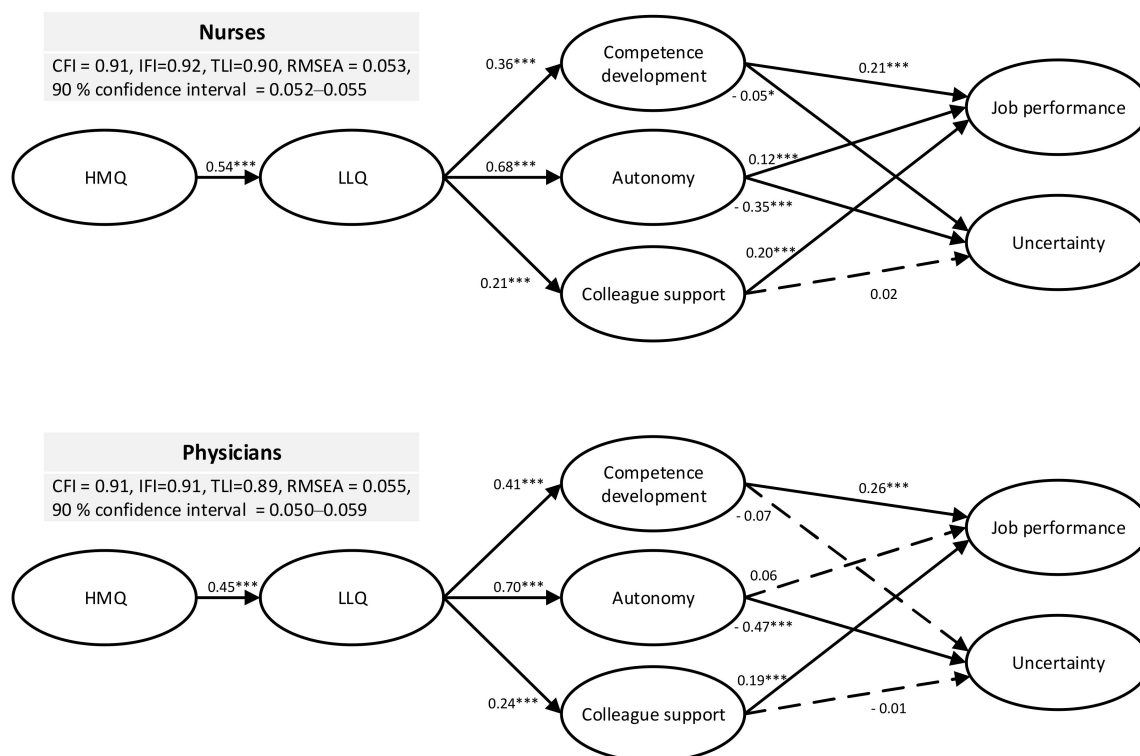 Nurses
CFI = 0.91, IFI=0.92, TLI=0.90, RMSEA = 0.053,
90 % confidence interval  = 0.052–0.055
HMQ
0.54***
LLQ
0.36***
0.68***
0.21***
Competence
development
Autonomy
Colleague support
0.21***
- 0.05*
0.12***
- 0.35***
0.20***
0.02
Job performance
Uncertainty
Physicians
CFI = 0.91, IFI=0.91, TLI=0.89, RMSEA = 0.055,
90 % confidence interval  = 0.050–0.059
HMQ
0.45***
LLQ
0.41***
0.70***
0.24***
Competence
development
Autonomy
Colleague support
0.26***
- 0.07
0.06
- 0.47***
0.19***
- 0.01
Job performance
Uncertainty